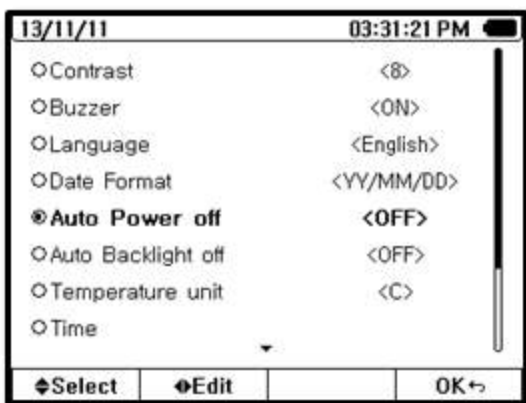 13/11/11 03:31:21 PM
Contrast <8>
Buzzer <ON>
Language <English>
Date Format <YY/MM/DD>
Auto Power off <OFF>
Auto Backlight off <OFF>
Temperature unit <C>
Time
Select Edit OK